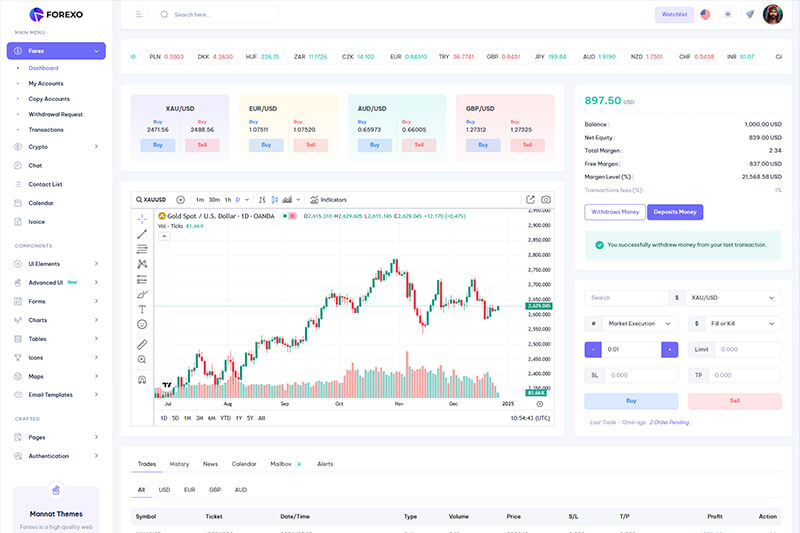 FOREXO
Search here...
Watchlist
MAIN MENU
Forex
Dashboard
My Accounts
Copy Accounts
Withdrawal Request
Transactions
Crypto
Chat
Contact List
Calendar
Ivoice
COMPONENTS
UI Elements
Advanced UI New
Forms
Charts
Tables
Icons
Maps
Email Templates
CRAFTED
Pages
Authentication
Mannat Themes
Forexo is a high quality web
PLN 0.3803 DKK 4.2630 HUF 226.15 ZAR 11.1726 CZK 14.102 EUR 0.84510 TRY 36.7741 GBP 0.8451 JPY 199.84 AUD 1.9190 NZD 1.7501 CHF 0.5458 INR 81.07
XAU/USD
Buy Buy
2471.56 2488.56
Buy Sell
EUR/USD
Buy Buy
1.07511 1.07520
Buy Sell
AUD/USD
Buy Buy
0.65973 0.66005
Buy Sell
GBP/USD
Buy Buy
1.27312 1.27325
Buy Sell
897.50 USD
Balance : 1,000.00 USD
Net Equity : 839.00 USD
Total Margen : 2.34
Free Margen : 837.00 USD
Margen Level (%) : 21,568.58 USD
Transactions fees (%) : 1%
Withdraws Money Deposits Money
You successfully withdrew money from your last transaction.
XAUUSD 1m 30m 1h D Indicators
Gold Spot / U.S. Dollar · 1D · OANDA O2,615.310 H2,629.605 L2,615.145 C2,629.045 +12.170 (+0.47%)
Vol · Ticks 81.66K
2,950.000
2,850.000
2,800.000
2,750.000
2,700.000
2,650.000
2,629.045
2,600.000
2,550.000
2,500.000
2,450.000
2,400.000
2,350.000
81.66K
Jul Aug Sep Oct Nov Dec 2025
1D 5D 1M 3M 6M YTD 1Y 5Y All 10:54:43 (UTC)
Search $ XAU/USD
# Market Execution $ Fill or Kill
- 0.01 + Limit 0.000
SL 0.000 TP 0.000
Buy Sell
Last Trade - 13min ago 2 Order Pending
Trades History News Calendar Mailbox 4 Alerts
All USD EUR GBP AUD
Symbol Ticket Date/Time Type Volume Price S/L T/P Profit Action